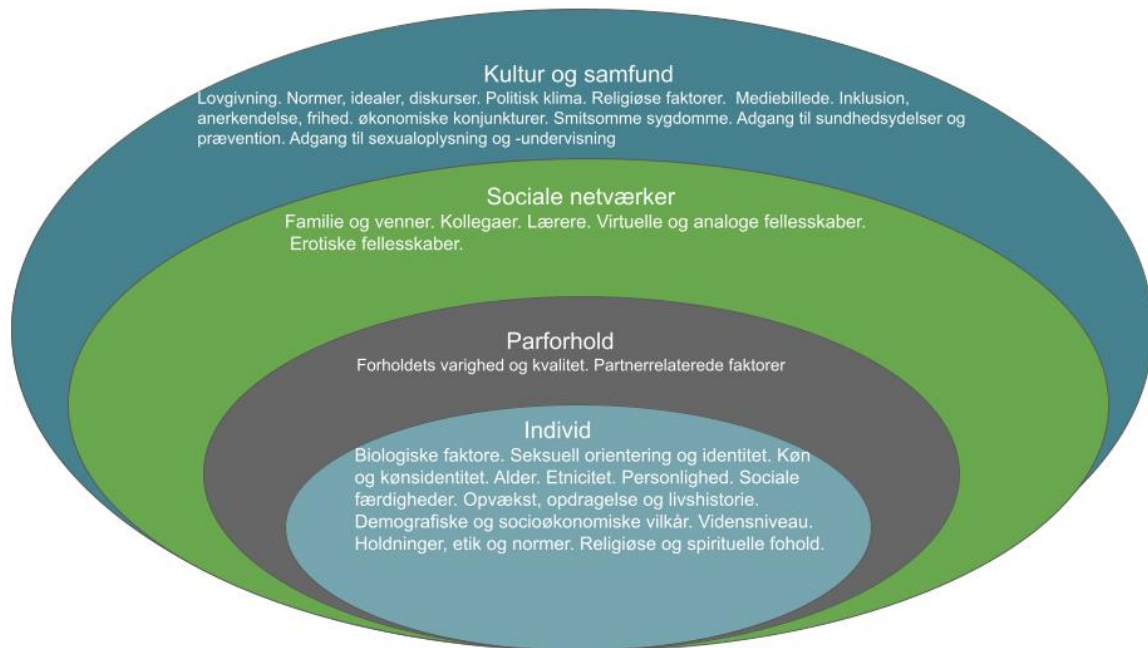 Kultur og samfund
Lovgivning. Normer, idealer, diskurser. Politisk klima. Religiøse faktorer.  Mediebillede. Inklusion,
anerkendelse, frihed. økonomiske konjunkturer. Smitsomme sygdomme. Adgang til sundhedsydelser og
prævention. Adgang til sexualoplysning og -undervisning
Sociale netværker
Familie og venner. Kollegaer. Lærere. Virtuelle og analoge fellesskaber.
Erotiske fellesskaber.
Parforhold
Forholdets varighed og kvalitet. Partnerrelaterede faktorer
Individ
Biologiske faktore. Seksuell orientering og identitet. Køn
og kønsidentitet. Alder. Etnicitet. Personlighed. Sociale
færdigheder. Opvækst, opdragelse og livshistorie.
Demografiske og socioøkonomiske vilkår. Vidensniveau.
Holdninger, etik og normer. Religiøse og spirituelle fohold.